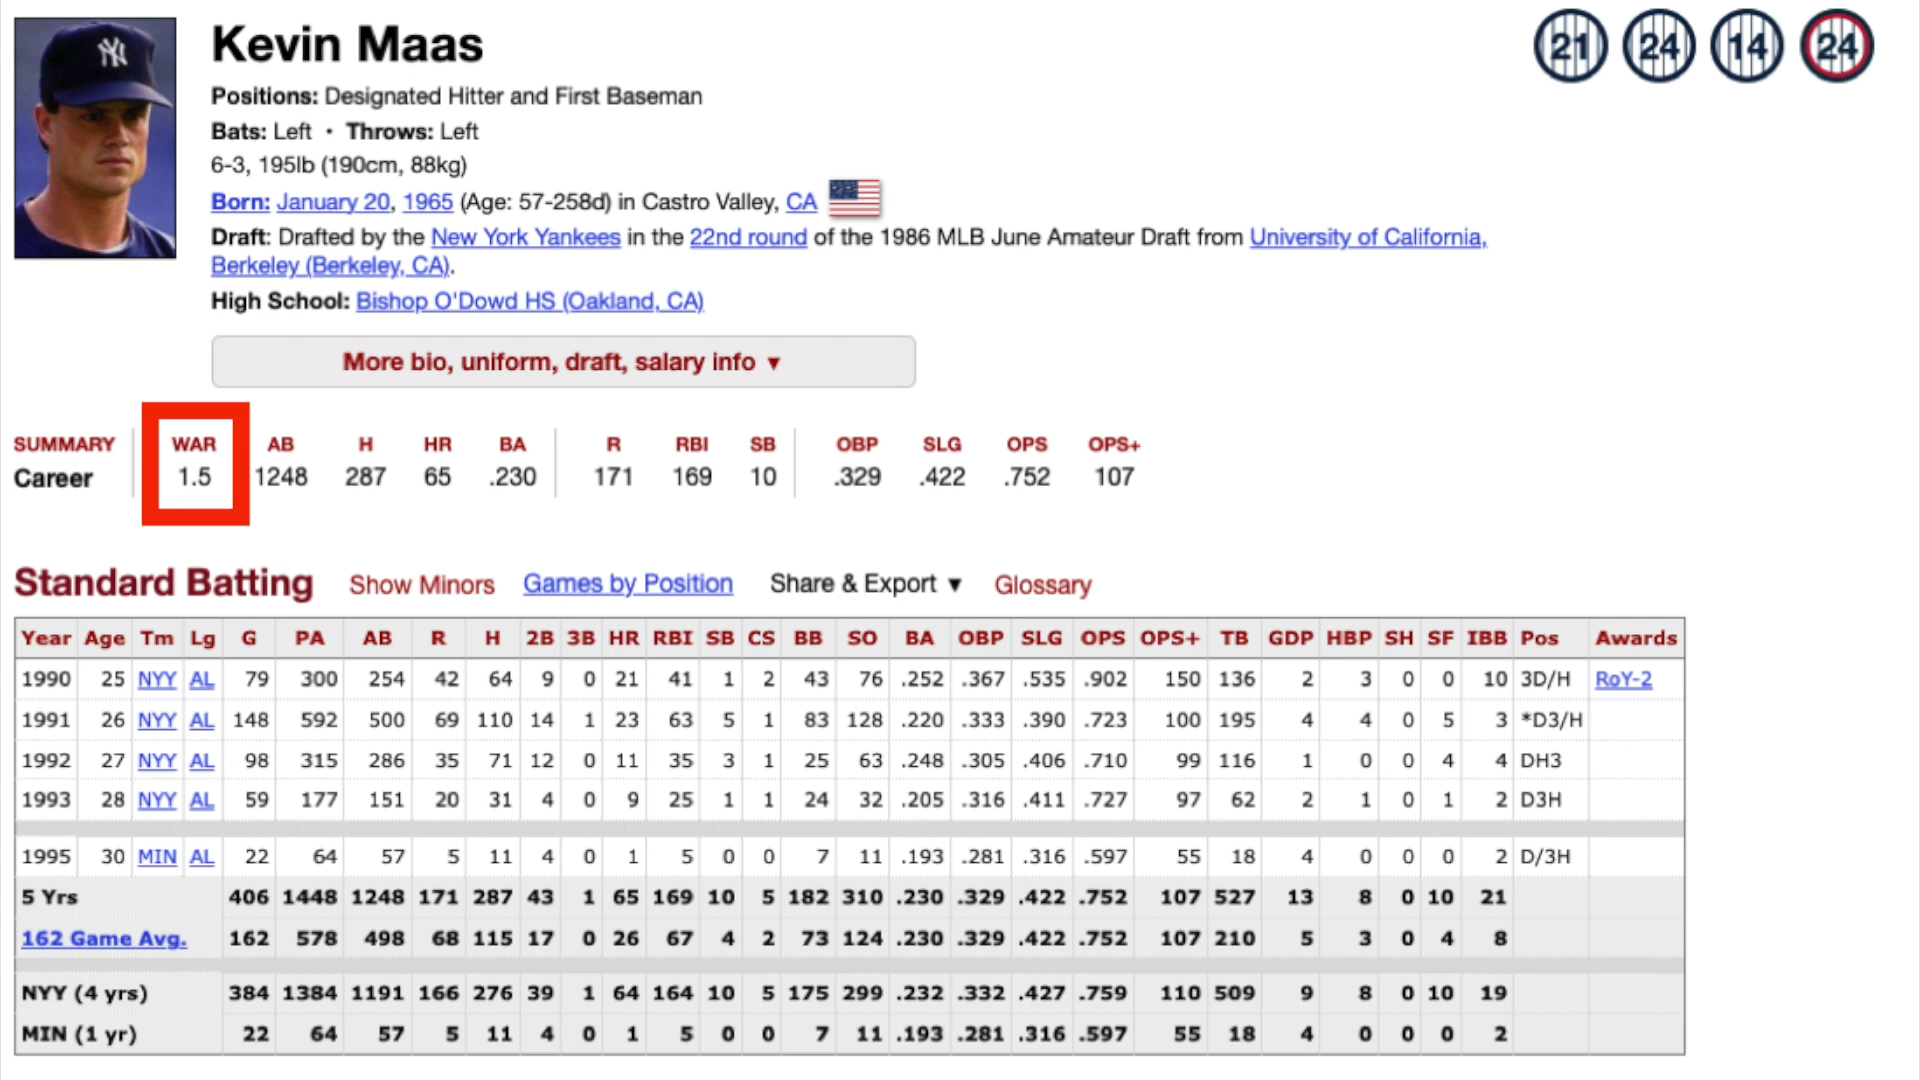 Kevin Maas
21 24 14 24
Positions: Designated Hitter and First Baseman
Bats: Left • Throws: Left
6-3, 195lb (190cm, 88kg)
Born: January 20, 1965 (Age: 57-258d) in Castro Valley, CA
Draft: Drafted by the New York Yankees in the 22nd round of the 1986 MLB June Amateur Draft from University of California,
Berkeley (Berkeley, CA).
High School: Bishop O'Dowd HS (Oakland, CA)
More bio, uniform, draft, salary info ▼
SUMMARY WAR AB H HR BA R RBI SB OBP SLG OPS OPS+
Career 1.5 1248 287 65 .230 171 169 10 .329 .422 .752 107
Standard Batting Show Minors Games by Position Share & Export ▼ Glossary
Year Age Tm Lg G PA AB R H 2B 3B HR RBI SB CS BB SO BA OBP SLG OPS OPS+ TB GDP HBP SH SF IBB Pos Awards
1990 25 NYY AL 79 300 254 42 64 9 0 21 41 1 2 43 76 .252 .367 .535 .902 150 136 2 3 0 0 10 3D/H RoY-2
1991 26 NYY AL 148 592 500 69 110 14 1 23 63 5 1 83 128 .220 .333 .390 .723 100 195 4 4 0 5 3 *D3/H
1992 27 NYY AL 98 315 286 35 71 12 0 11 35 3 1 25 63 .248 .305 .406 .710 99 116 1 0 0 4 4 DH3
1993 28 NYY AL 59 177 151 20 31 4 0 9 25 1 1 24 32 .205 .316 .411 .727 97 62 2 1 0 1 2 D3H
1995 30 MIN AL 22 64 57 5 11 4 0 1 5 0 0 7 11 .193 .281 .316 .597 55 18 4 0 0 0 2 D/3H
5 Yrs 406 1448 1248 171 287 43 1 65 169 10 5 182 310 .230 .329 .422 .752 107 527 13 8 0 10 21
162 Game Avg. 162 578 498 68 115 17 0 26 67 4 2 73 124 .230 .329 .422 .752 107 210 5 3 0 4 8
NYY (4 yrs) 384 1384 1191 166 276 39 1 64 164 10 5 175 299 .232 .332 .427 .759 110 509 9 8 0 10 19
MIN (1 yr) 22 64 57 5 11 4 0 1 5 0 0 7 11 .193 .281 .316 .597 55 18 4 0 0 0 2